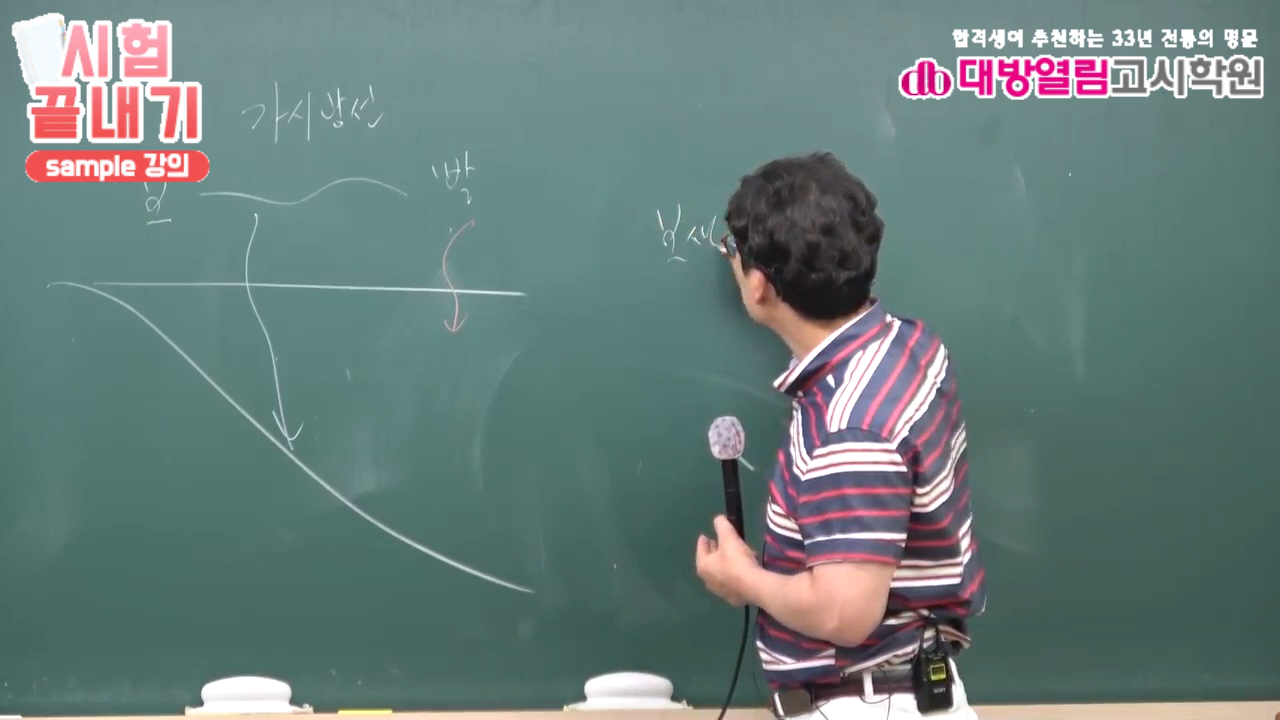 시험
끝내기
sample 강의
합격생이 추천하는 33년 전통의 명문
대방열림고시학원
가시광선
빨
보
보색